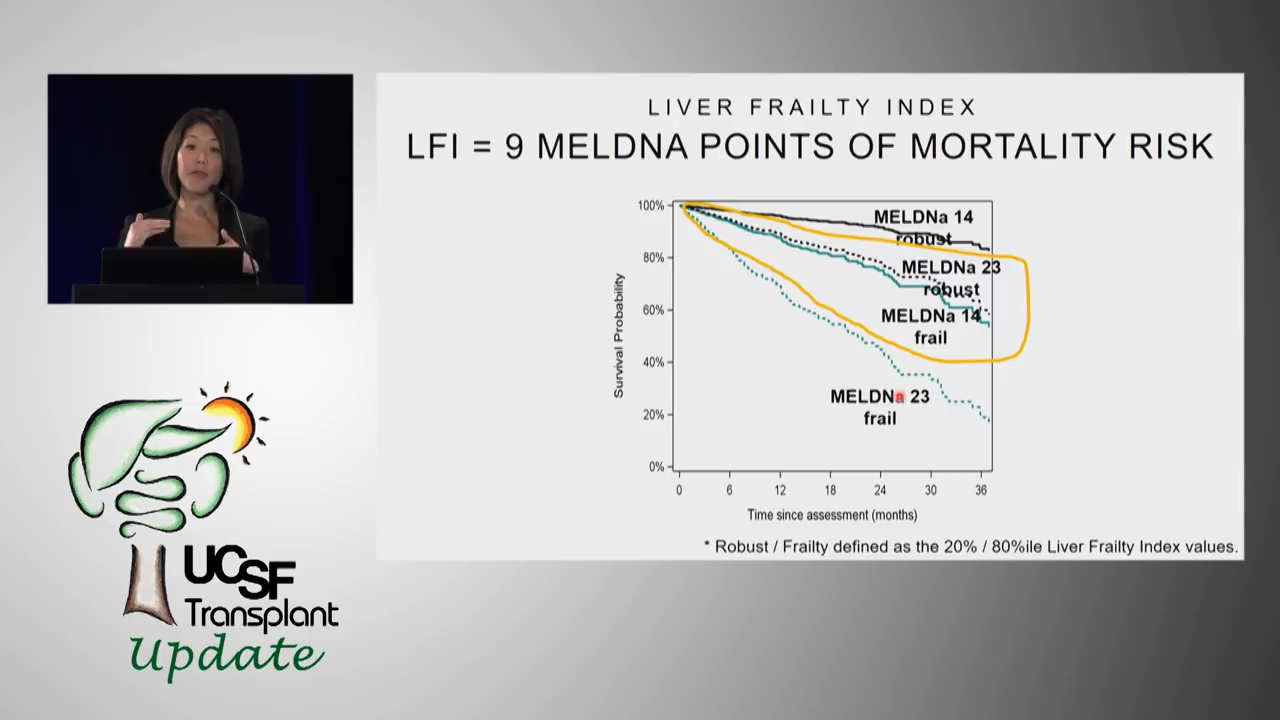 LIVER FRAILTY INDEX
LFI = 9 MELDNA POINTS OF MORTALITY RISK
Survival Probability
100%
80%
60%
40%
20%
0%
MELDNa 14
robust
MELDNa 23
robust
MELDNa 14
frail
MELDNa 23
frail
0 6 12 18 24 30 36
Time since assessment (months)
* Robust / Frailty defined as the 20% / 80%ile Liver Frailty Index values.
UCSF
Transplant
Update